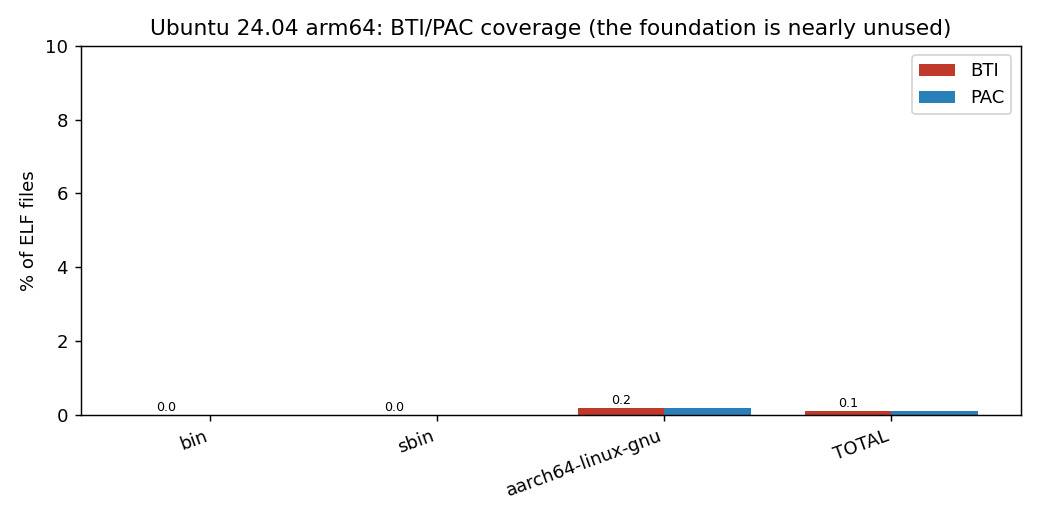 Ubuntu 24.04 arm64: BTI/PAC coverage (the foundation is nearly unused)
BTI
PAC
% of ELF files
10
8
6
4
2
0
0.0
0.0
0.2
0.1
bin
sbin
aarch64-linux-gnu
TOTAL